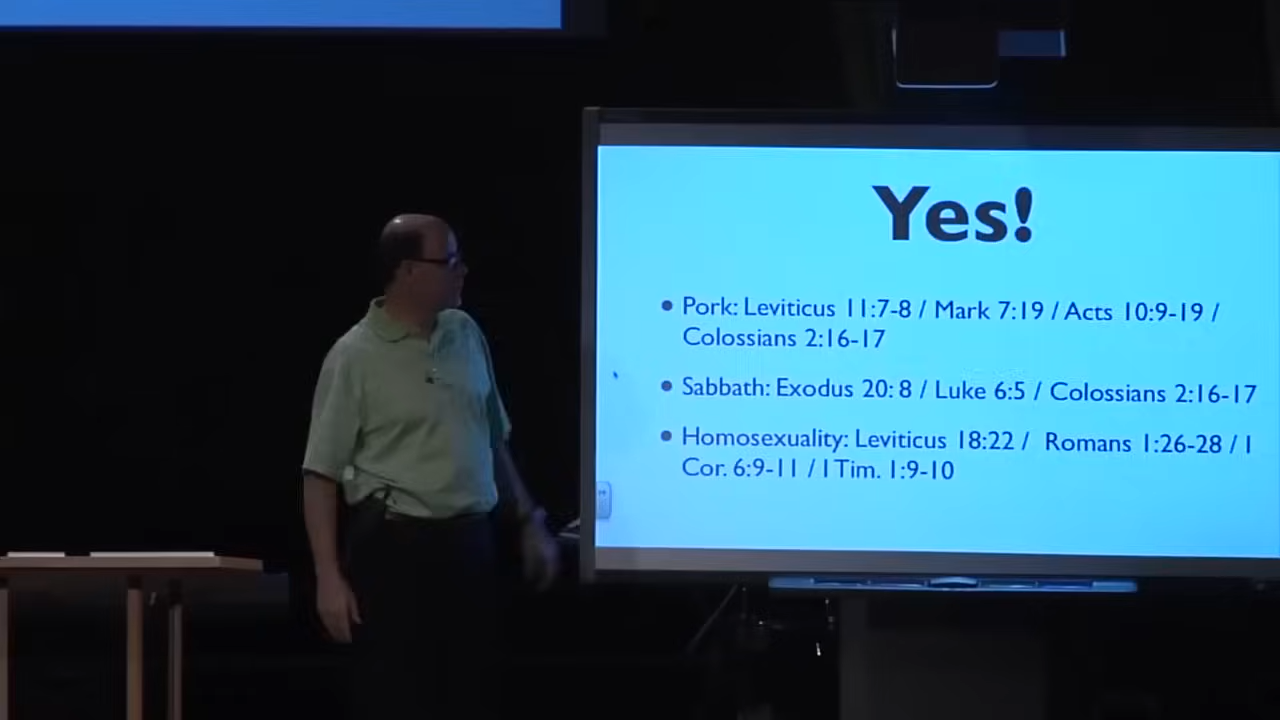 Yes!
• Pork: Leviticus 11:7-8 / Mark 7:19 / Acts 10:9-19 /
Colossians 2:16-17
• Sabbath: Exodus 20: 8 / Luke 6:5 / Colossians 2:16-17
• Homosexuality: Leviticus 18:22 / Romans 1:26-28 / 1
Cor. 6:9-11 / 1 Tim. 1:9-10